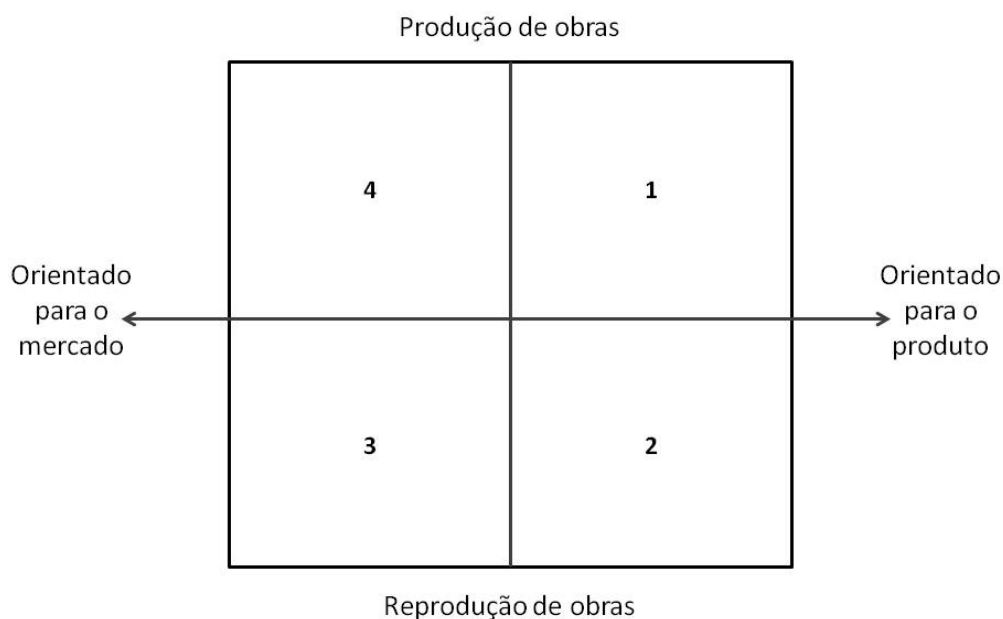 Produção de obras
4
1
Orientado
para o
mercado
Orientado
para o
produto
3
2
Reprodução de obras